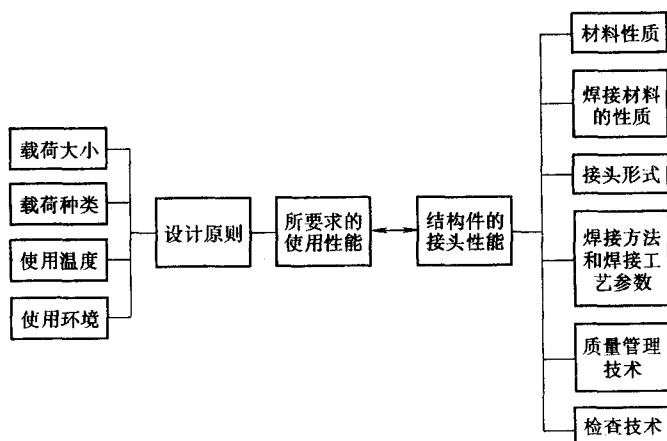 载荷大小
载荷种类
使用温度
使用环境
设计原则
所要求的
使用性能
结构件的
接头性能
材料性质
焊接材料
的性质
接头形式
焊接方法
和焊接工
艺参数
质量管理
技术
检查技术